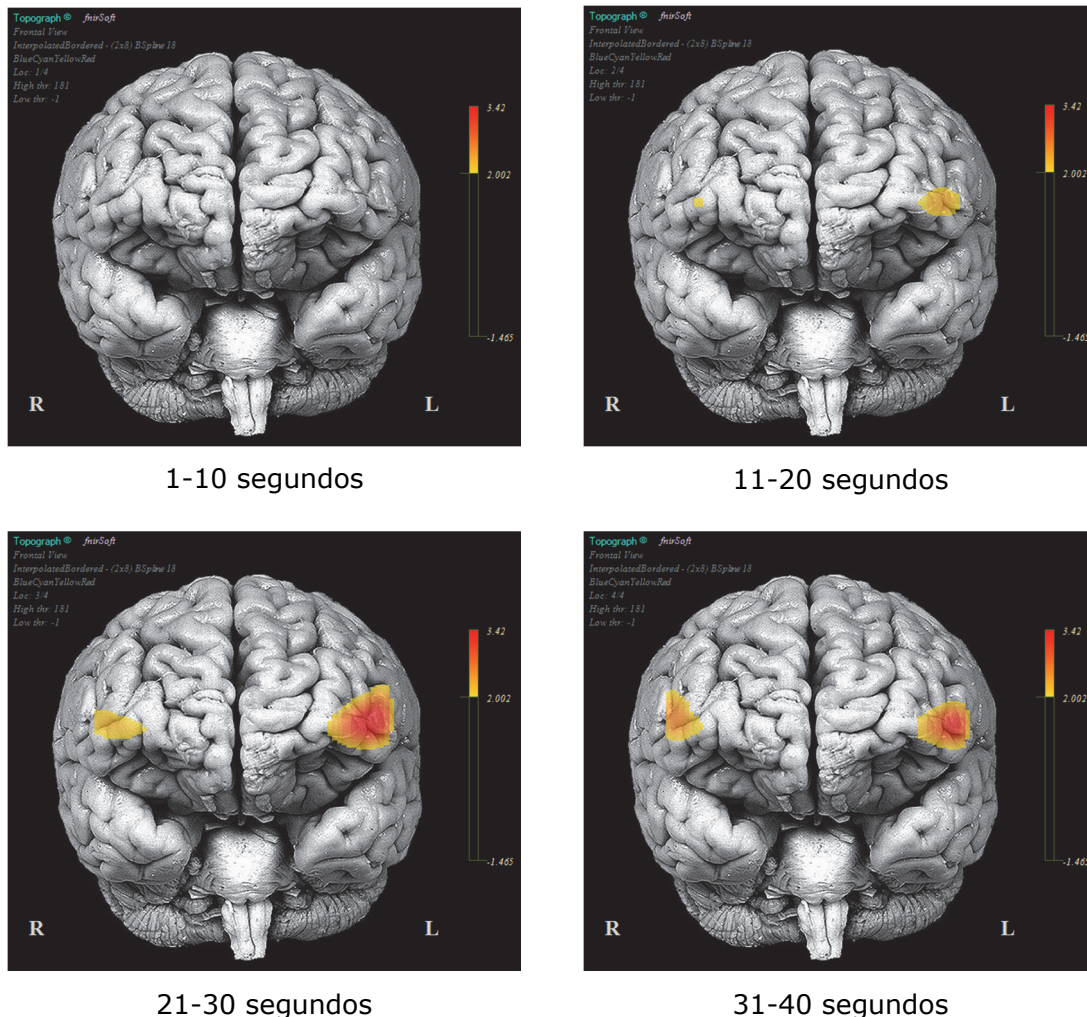 Topograph © fnirSoft
Frontal View
InterpolatedBordered - (2x8) BSpline 18
BlueCyanYellowRed
Loc: 1/4
High thr: 181
Low thr: -1
3.42
2.002
-1.465
R L
1-10 segundos
Topograph © fnirSoft
Frontal View
InterpolatedBordered - (2x8) BSpline 18
BlueCyanYellowRed
Loc: 2/4
High thr: 181
Low thr: -1
3.42
2.002
-1.465
R L
11-20 segundos
Topograph © fnirSoft
Frontal View
InterpolatedBordered - (2x8) BSpline 18
BlueCyanYellowRed
Loc: 3/4
High thr: 181
Low thr: -1
3.42
2.002
-1.465
R L
21-30 segundos
Topograph © fnirSoft
Frontal View
InterpolatedBordered - (2x8) BSpline 18
BlueCyanYellowRed
Loc: 4/4
High thr: 181
Low thr: -1
3.42
2.002
-1.465
R L
31-40 segundos